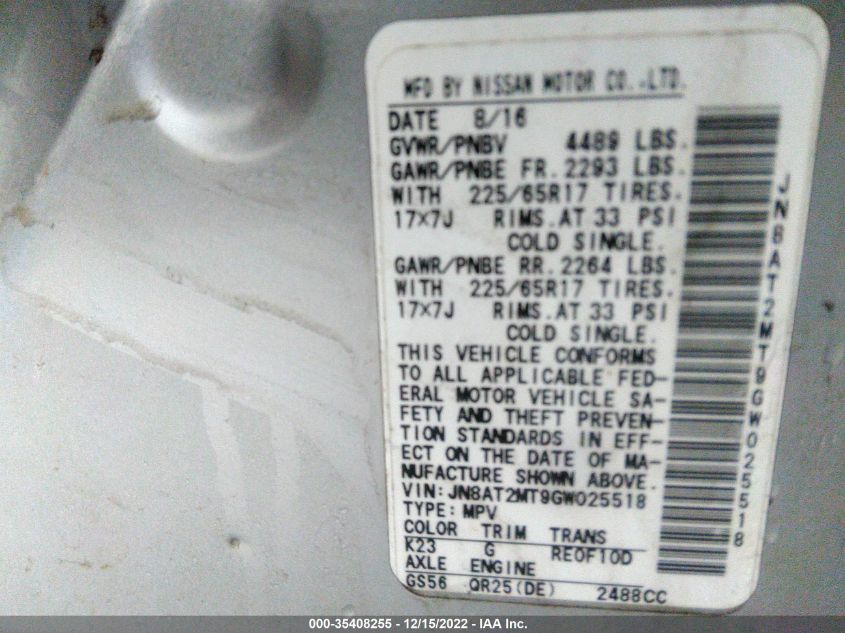 MFD BY NISSAN MOTOR CO.,LTD.
DATE 8/16
GVWR/PNBV 4489 LBS.
GAWR/PNBE FR. 2293 LBS.
WITH 225/65R17 TIRES.
17×7J RIMS. AT 33 PSI
COLD SINGLE.
GAWR/PNBE RR. 2264 LBS.
WITH 225/65R17 TIRES.
17×7J RIMS. AT 33 PSI
COLD SINGLE.
THIS VEHICLE CONFORMS
TO ALL APPLICABLE FED-
ERAL MOTOR VEHICLE SA-
FETY AND THEFT PREVEN-
TION STANDARDS IN EFF-
ECT ON THE DATE OF MA-
NUFACTURE SHOWN ABOVE.
VIN: JN8AT2MT9GW025518
TYPE: MPV
COLOR TRIM TRANS
K23 G RE0F10D
AXLE ENGINE
GS56 QR25(DE) 2488CC
JN8AT2MT9GW025518
000-35408255 - 12/15/2022 - IAA Inc.